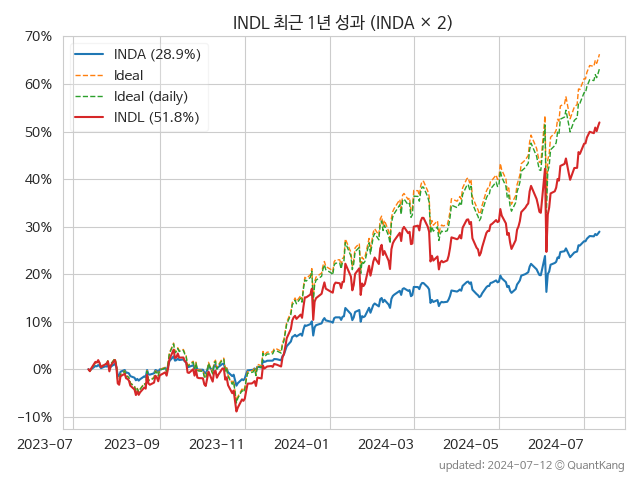 INDL 최근 1년 성과 (INDA × 2)
70%
60%
50%
40%
30%
20%
10%
0%
−10%
INDA (28.9%)
Ideal
Ideal (daily)
INDL (51.8%)
2023-07
2023-09
2023-11
2024-01
2024-03
2024-05
2024-07
updated: 2024-07-12 © QuantKang